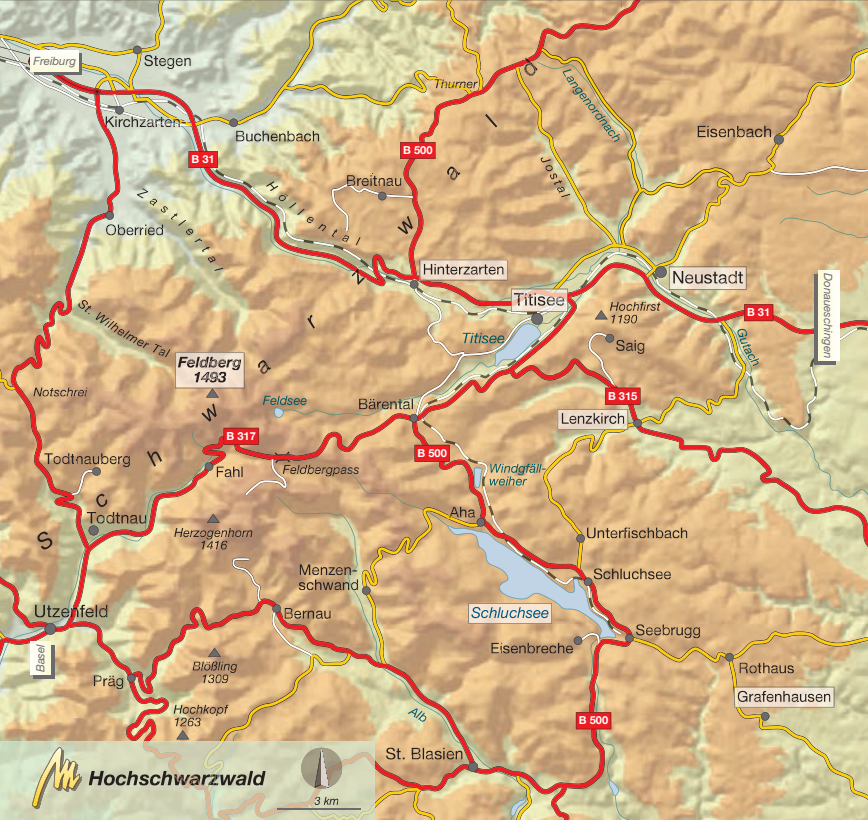 Freiburg
Stegen
Thurner
Langenordnach
Kirchzarten
Buchenbach
Eisenbach
B 31
B 500
Jostal
Breitnau
Höllental
Zastlertal
Oberried
Hinterzarten
Neustadt
Titisee
Hochfirst
1190
B 31
Donaueschingen
St. Wilhelmer Tal
Titisee
Saig
Gutach
Feldberg
1493
Notschrei
Feldsee
Bärental
B 315
Lenzkirch
B 317
B 500
Todtnauberg
Fahl
Feldbergpass
Windgfäll-
weiher
Schwarzwald
Todtnau
Herzogenhorn
1416
Aha
Unterfischbach
Menzen-
schwand
Schluchsee
Utzenfeld
Bernau
Schluchsee
Seebrugg
Eisenbreche
Basel
Präg
Blößling
1309
Rothaus
Grafenhausen
Hochkopf
1263
Alb
B 500
St. Blasien
Hochschwarzwald
3 km